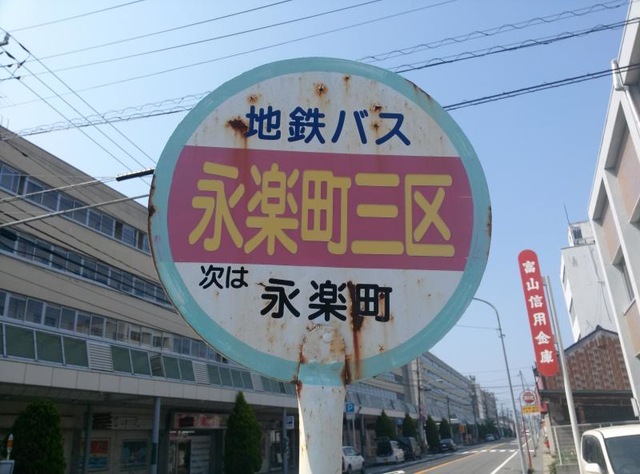 地鉄バス
永楽町三区
次は 永楽町
富山信用金庫